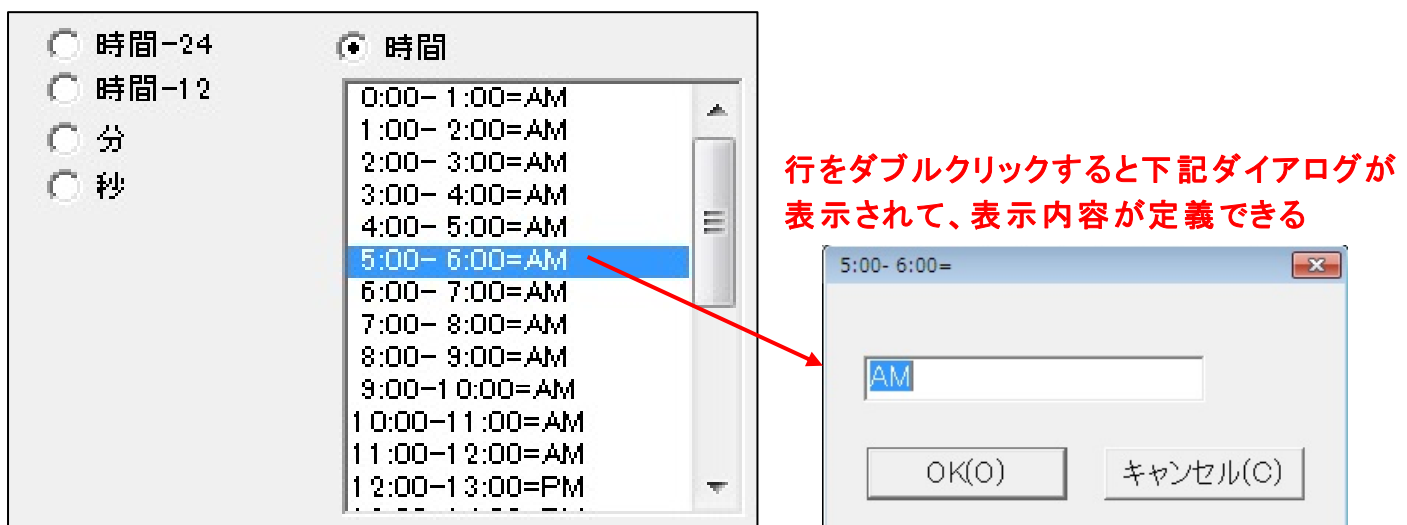 時間-24
時間-12
分
秒
時間
0:00- 1:00=AM
1:00- 2:00=AM
2:00- 3:00=AM
3:00- 4:00=AM
4:00- 5:00=AM
5:00- 6:00=AM
6:00- 7:00=AM
7:00- 8:00=AM
8:00- 9:00=AM
9:00-10:00=AM
10:00-11:00=AM
11:00-12:00=AM
12:00-13:00=PM
行をダブルクリックすると下記ダイアログが
表示されて、表示内容が定義できる
5:00- 6:00=
AM
OK(O)
キャンセル(C)